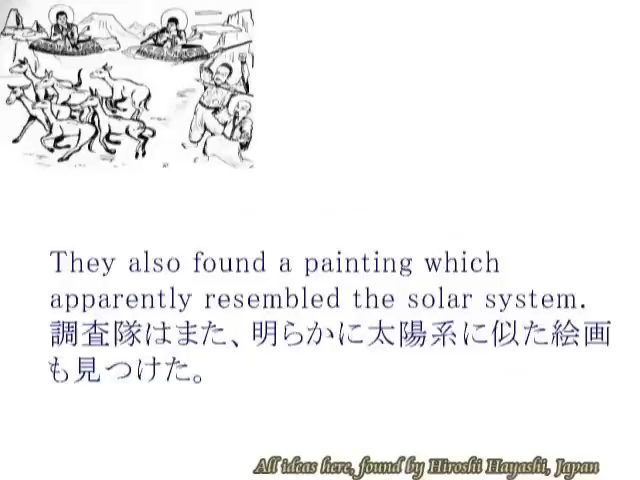 They also found a painting which
apparently resembled the solar system.
調査隊はまた、明らかに太陽系に似た絵画
も見つけた。
All ideas here, found by Hiroshi Hayashi, Japan